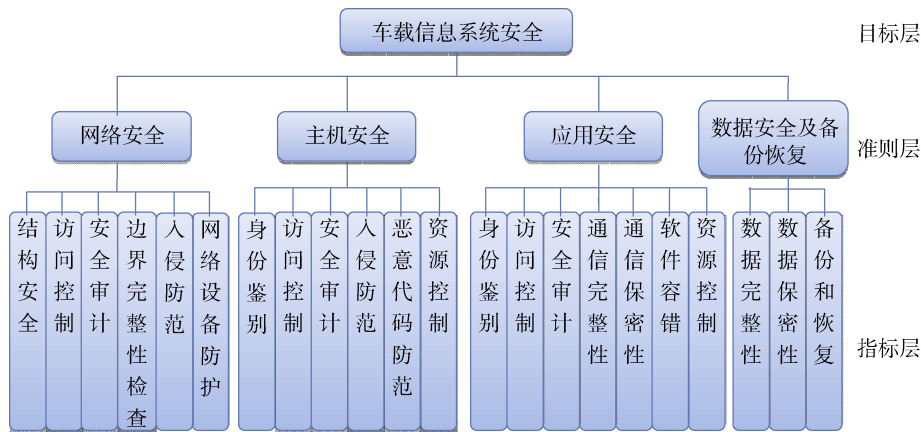 车载信息系统安全
目标层
网络安全
主机安全
应用安全
数据安全及备
份恢复
准则层
结构安全
访问控制
安全审计
边界完整性检查
入侵防范
网络设备防护
身份鉴别
访问控制
安全审计
入侵防范
恶意代码防范
资源控制
身份鉴别
访问控制
安全审计
通信完整性
通信保密性
软件容错
资源控制
数据完整性
数据保密性
备份和恢复
指标层